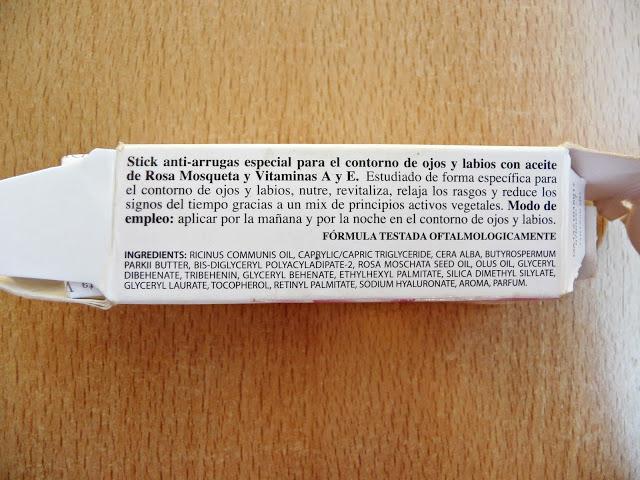 Stick anti-arrugas especial para el contorno de ojos y labios con aceite
de Rosa Mosqueta y Vitaminas A y E. Estudiado de forma específica para
el contorno de ojos y labios, nutre, revitaliza, relaja los rasgos y reduce los
signos del tiempo gracias a un mix de principios activos vegetales. Modo de
empleo: aplicar por la mañana y por la noche en el contorno de ojos y labios.
FÓRMULA TESTADA OFTALMOLOGICAMENTE
INGREDIENTS: RICINUS COMMUNIS OIL, CAPRYLIC/CAPRIC TRIGLYCERIDE, CERA ALBA, BUTYROSPERMUM
PARKII BUTTER, BIS-DIGLYCERYL POLYACYLADIPATE-2, ROSA MOSCHATA SEED OIL, OLUS OIL, GLYCERYL
DIBEHENATE, TRIBEHENIN, GLYCERYL BEHENATE, ETHYLHEXYL PALMITATE, SILICA DIMETHYL SILYLATE,
GLYCERYL LAURATE, TOCOPHEROL, RETINYL PALMITATE, SODIUM HYALURONATE, AROMA, PARFUM.